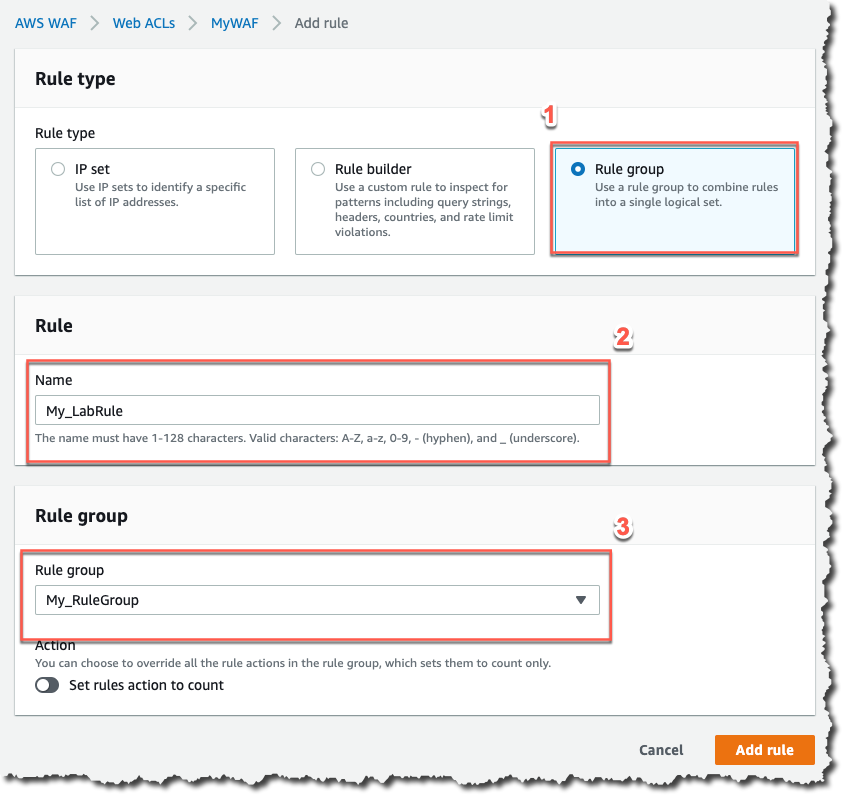 AWS WAF > Web ACLs > MyWAF > Add rule
Rule type
1
Rule type
IP set
Use IP sets to identify a specific
list of IP addresses.
Rule builder
Use a custom rule to inspect for
patterns including query strings,
headers, countries, and rate limit
violations.
Rule group
Use a rule group to combine rules
into a single logical set.
Rule
2
Name
My_LabRule
The name must have 1-128 characters. Valid characters: A-Z, a-z, 0-9, - (hyphen), and _ (underscore).
Rule group
3
Rule group
My_RuleGroup
Action
You can choose to override all the rule actions in the rule group, which sets them to count only.
Set rules action to count
Cancel
Add rule